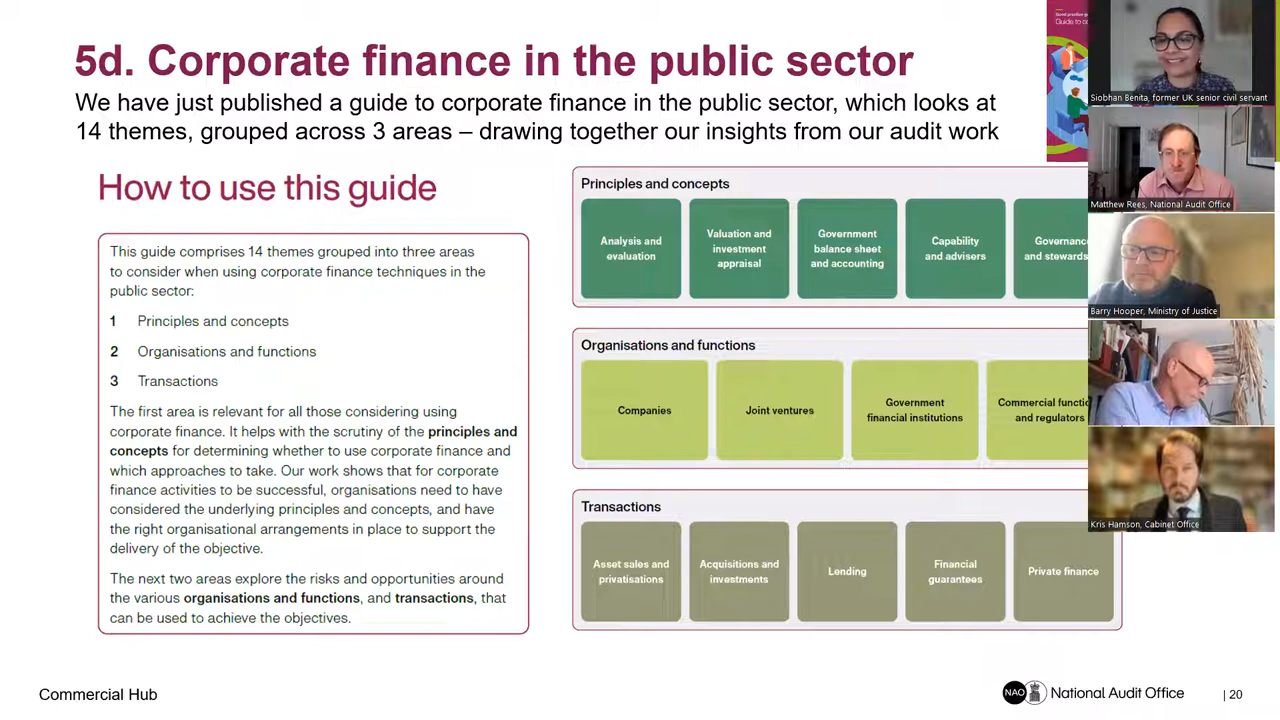 5d. Corporate finance in the public sector
We have just published a guide to corporate finance in the public sector, which looks at
14 themes, grouped across 3 areas – drawing together our insights from our audit work
How to use this guide
This guide comprises 14 themes grouped into three areas
to consider when using corporate finance techniques in the
public sector:
1 Principles and concepts
2 Organisations and functions
3 Transactions
The first area is relevant for all those considering using
corporate finance. It helps with the scrutiny of the principles and
concepts for determining whether to use corporate finance and
which approaches to take. Our work shows that for corporate
finance activities to be successful, organisations need to have
considered the underlying principles and concepts, and have
the right organisational arrangements in place to support the
delivery of the objective.
The next two areas explore the risks and opportunities around
the various organisations and functions, and transactions, that
can be used to achieve the objectives.
Principles and concepts
Analysis and
evaluation
Valuation and
investment
appraisal
Government
balance sheet
and accounting
Capability
and advisers
Governance
and stewards
Organisations and functions
Companies
Joint ventures
Government
financial institutions
Commercial functio
and regulators
Transactions
Asset sales and
privatisations
Acquisitions and
investments
Lending
Financial
guarantees
Private finance
Guide to co
Siobhan Benita, former UK senior civil servant
Matthew Rees, National Audit Office
Barry Hooper, Ministry of Justice
Kris Hamson, Cabinet Office
Commercial Hub
NAO National Audit Office
| 20